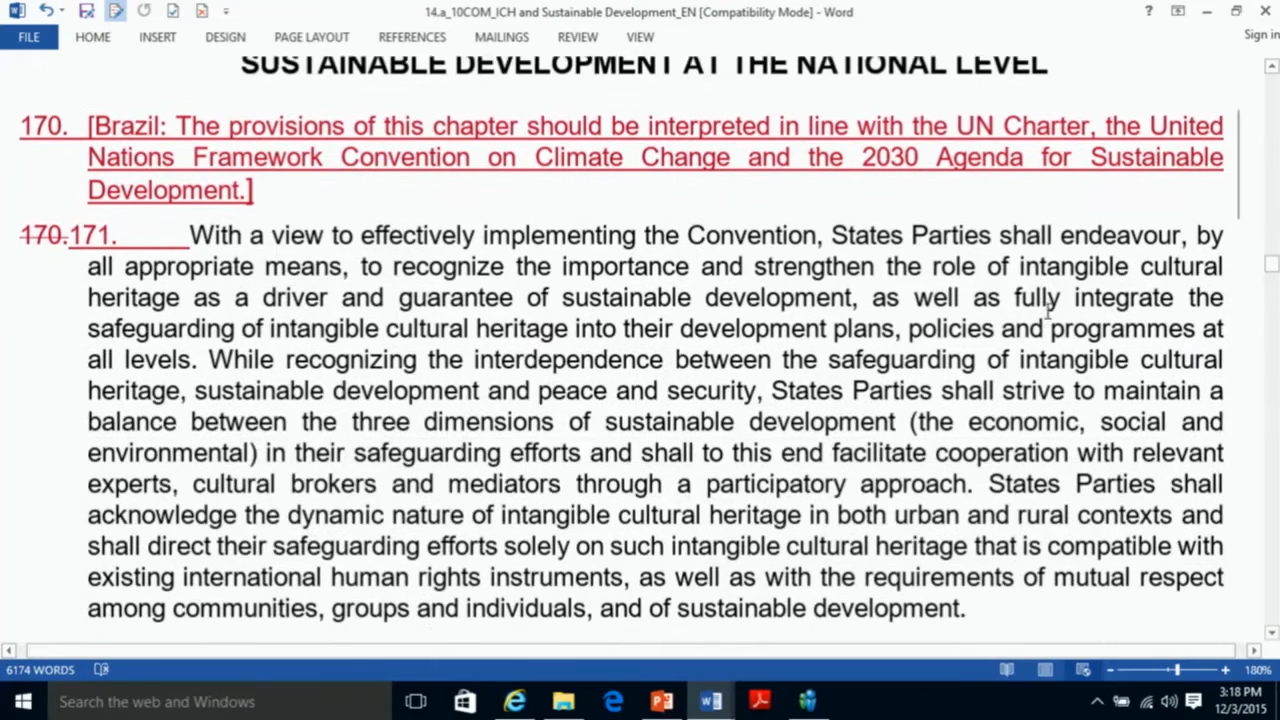 14.a_10COM_ICH and Sustainable Development_EN [Compatibility Mode] - Word
FILE HOME INSERT DESIGN PAGE LAYOUT REFERENCES MAILINGS REVIEW VIEW Sign in
SUSTAINABLE DEVELOPMENT AT THE NATIONAL LEVEL
170. [Brazil: The provisions of this chapter should be interpreted in line with the UN Charter, the United
Nations Framework Convention on Climate Change and the 2030 Agenda for Sustainable
Development.]
170.171. With a view to effectively implementing the Convention, States Parties shall endeavour, by
all appropriate means, to recognize the importance and strengthen the role of intangible cultural
heritage as a driver and guarantee of sustainable development, as well as fully integrate the
safeguarding of intangible cultural heritage into their development plans, policies and programmes at
all levels. While recognizing the interdependence between the safeguarding of intangible cultural
heritage, sustainable development and peace and security, States Parties shall strive to maintain a
balance between the three dimensions of sustainable development (the economic, social and
environmental) in their safeguarding efforts and shall to this end facilitate cooperation with relevant
experts, cultural brokers and mediators through a participatory approach. States Parties shall
acknowledge the dynamic nature of intangible cultural heritage in both urban and rural contexts and
shall direct their safeguarding efforts solely on such intangible cultural heritage that is compatible with
existing international human rights instruments, as well as with the requirements of mutual respect
among communities, groups and individuals, and of sustainable development.
6174 WORDS 180%
Search the web and Windows
3:18 PM
12/3/2015